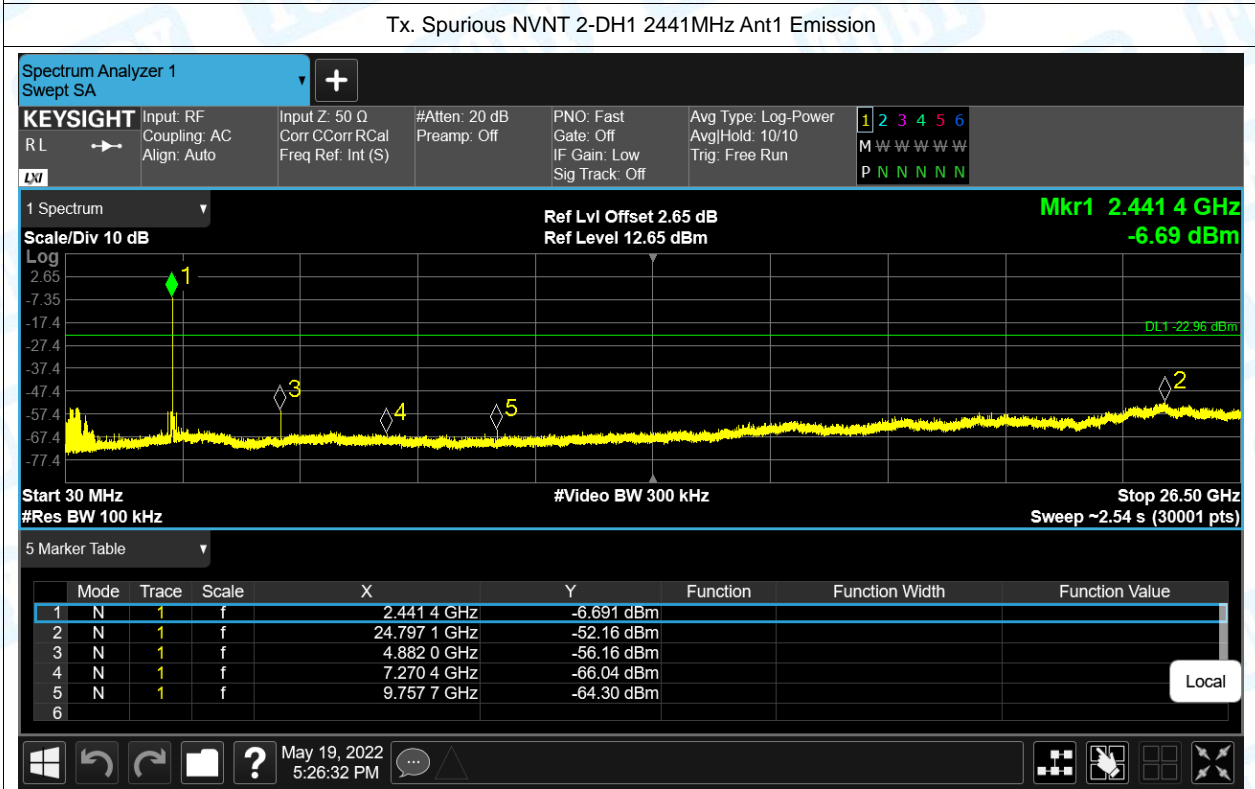 Tx. Spurious NVNT 2-DH1 2441MHz Ant1 Emission
Spectrum Analyzer 1
Swept SA
KEYSIGHT Input: RF Input Z: 50 Ω #Atten: 20 dB PNO: Fast Avg Type: Log-Power 1 2 3 4 5 6
R L Coupling: AC Corr CCorr RCal Preamp: Off Gate: Off Avg|Hold: 10/10 M W W W W W
Align: Auto Freq Ref: Int (S) IF Gain: Low Trig: Free Run
LXI Sig Track: Off P N N N N N
1 Spectrum Ref Lvl Offset 2.65 dB Mkr1 2.441 4 GHz
Scale/Div 10 dB Ref Level 12.65 dBm -6.69 dBm
Log
2.65 1
-7.35
-17.4 DL1 -22.96 dBm
-27.4
-37.4
-47.4 3 2
-57.4 4 5
-67.4
-77.4
Start 30 MHz #Video BW 300 kHz Stop 26.50 GHz
#Res BW 100 kHz Sweep ~2.54 s (30001 pts)
5 Marker Table
Mode Trace Scale X Y Function Function Width Function Value
1 N 1 f 2.441 4 GHz -6.691 dBm
2 N 1 f 24.797 1 GHz -52.16 dBm
3 N 1 f 4.882 0 GHz -56.16 dBm
4 N 1 f 7.270 4 GHz -66.04 dBm
5 N 1 f 9.757 7 GHz -64.30 dBm
6
Local
? May 19, 2022
5:26:32 PM